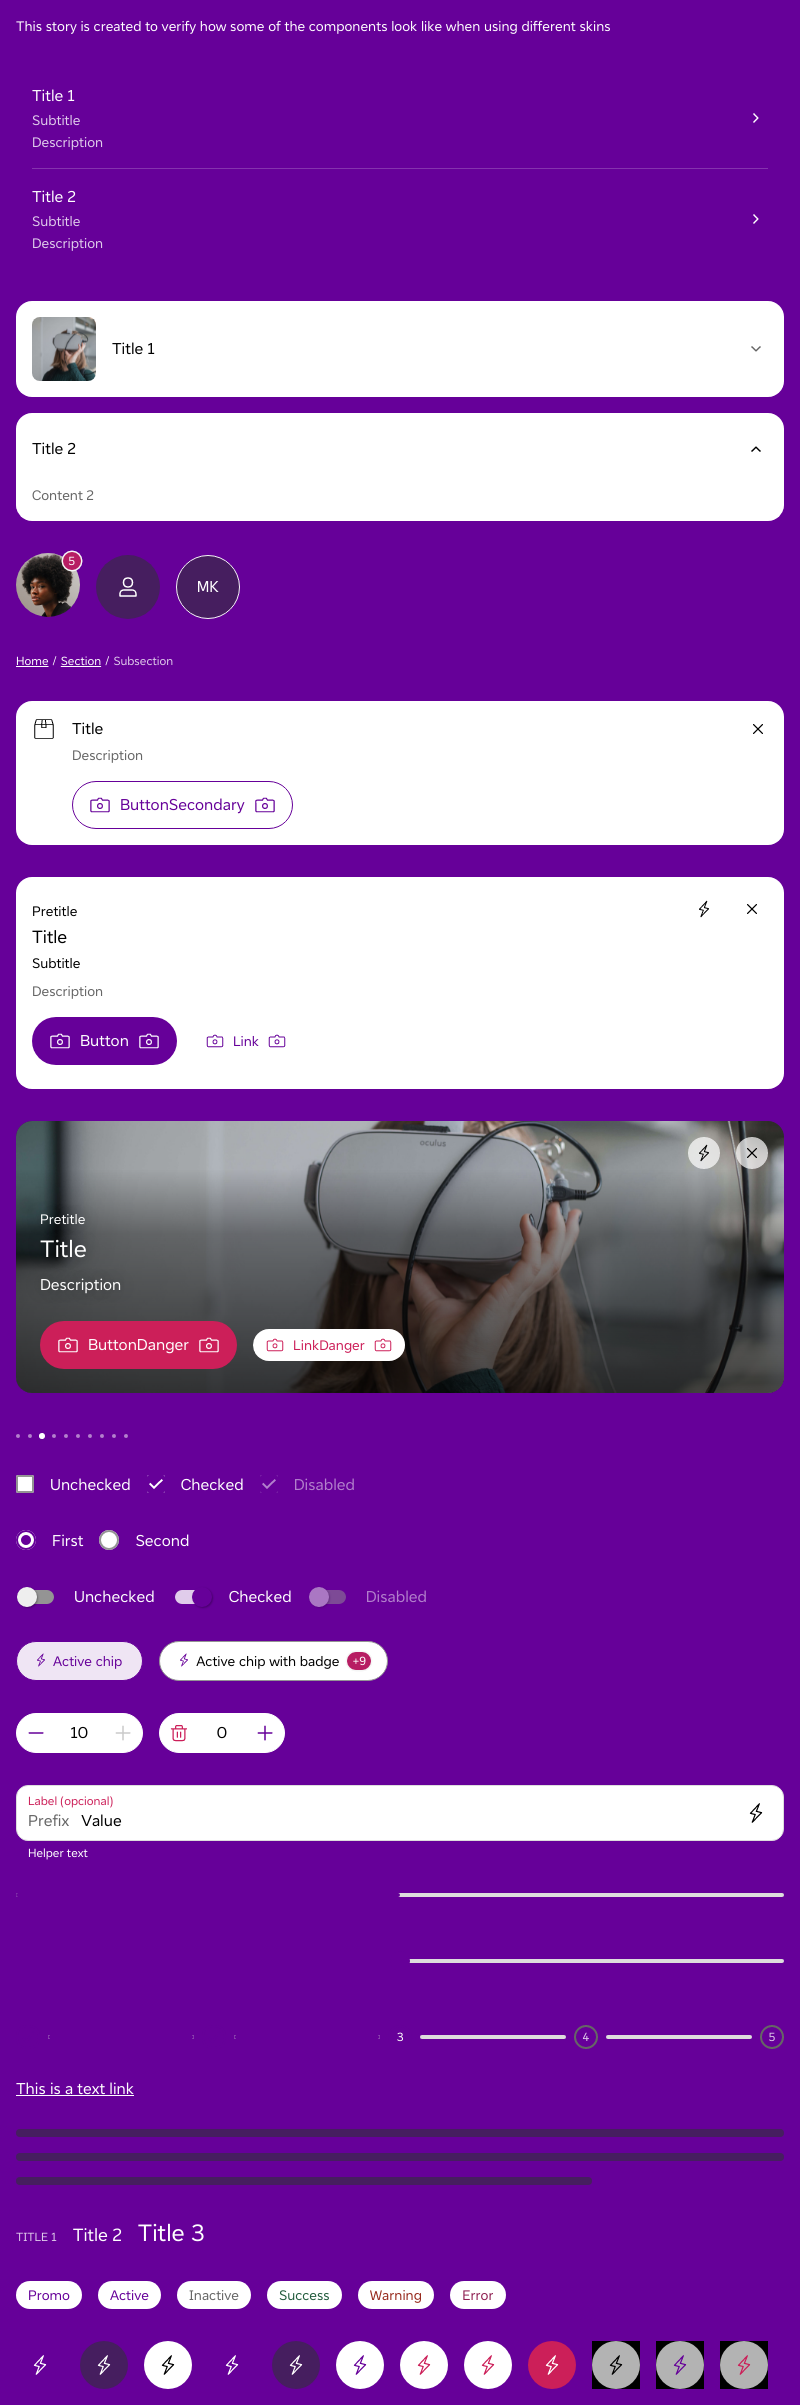 This story is created to verify how some of the components look like when using different skins
Title 1
Subtitle
Description
Title 2
Subtitle
Description
Title 1
Title 2
Content 2
5
MK
Home / Section / Subsection
Title
Description
ButtonSecondary
Pretitle
Title
Subtitle
Description
Button Link
oculus
Pretitle
Title
Description
ButtonDanger LinkDanger
Unchecked Checked Disabled
First Second
Unchecked Checked Disabled
Active chip Active chip with badge +9
10 0
Label (opcional)
Prefix Value
Helper text
3 4 5
This is a text link
TITLE 1 Title 2 Title 3
Promo Active Inactive Success Warning Error